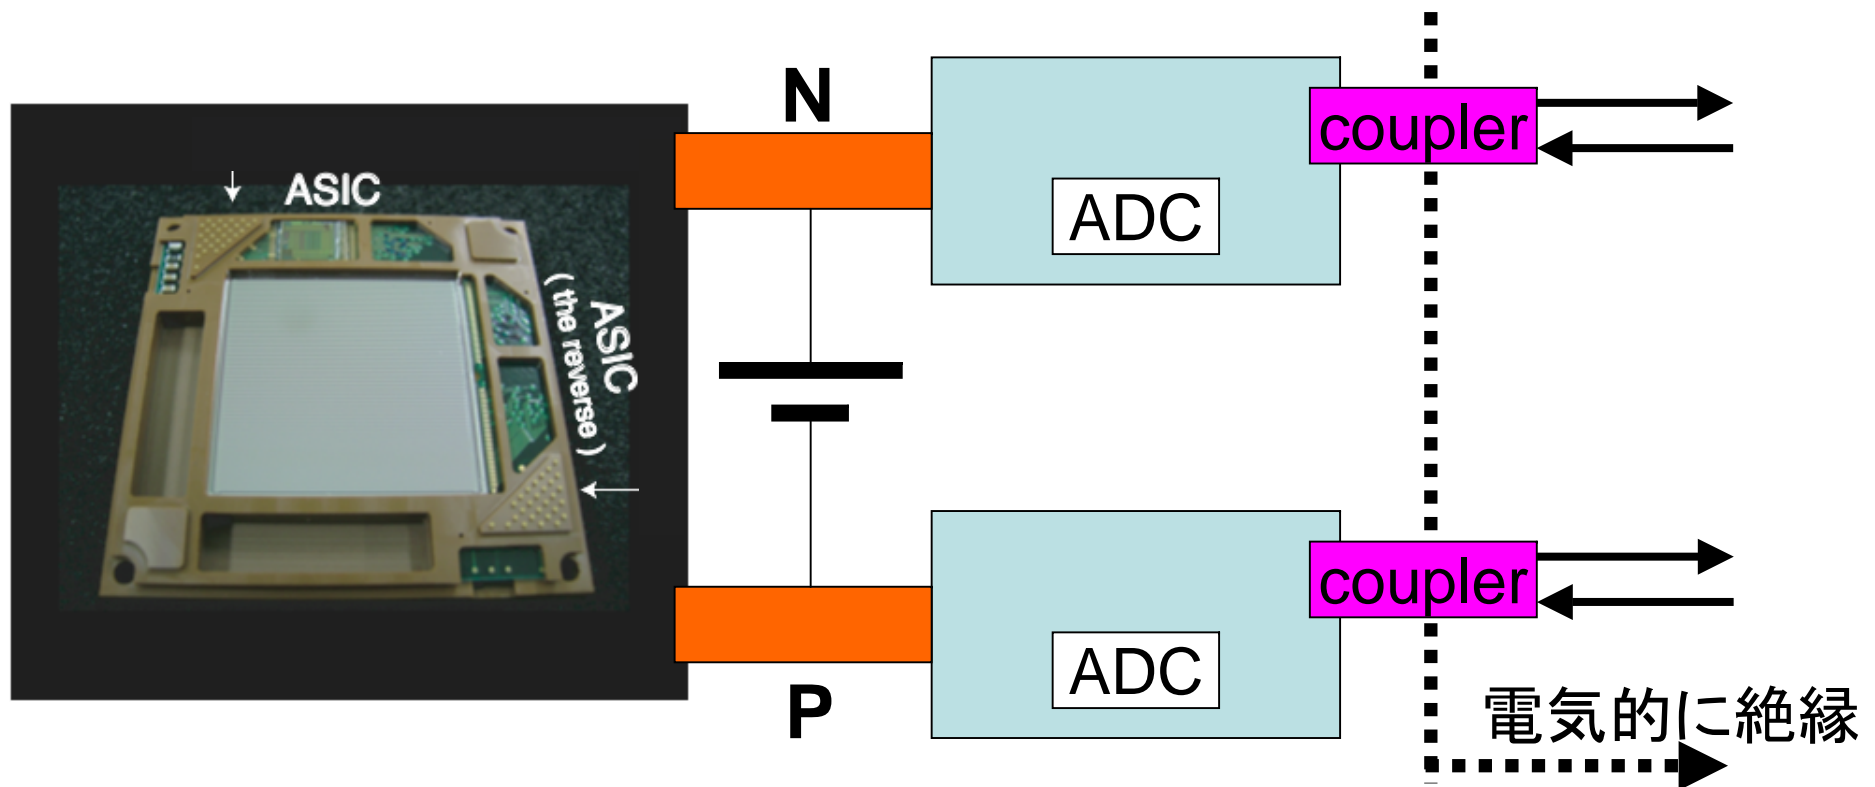 N
coupler
ASIC
ADC
ASIC
( the reverse )
coupler
ADC
P
電気的に絶縁